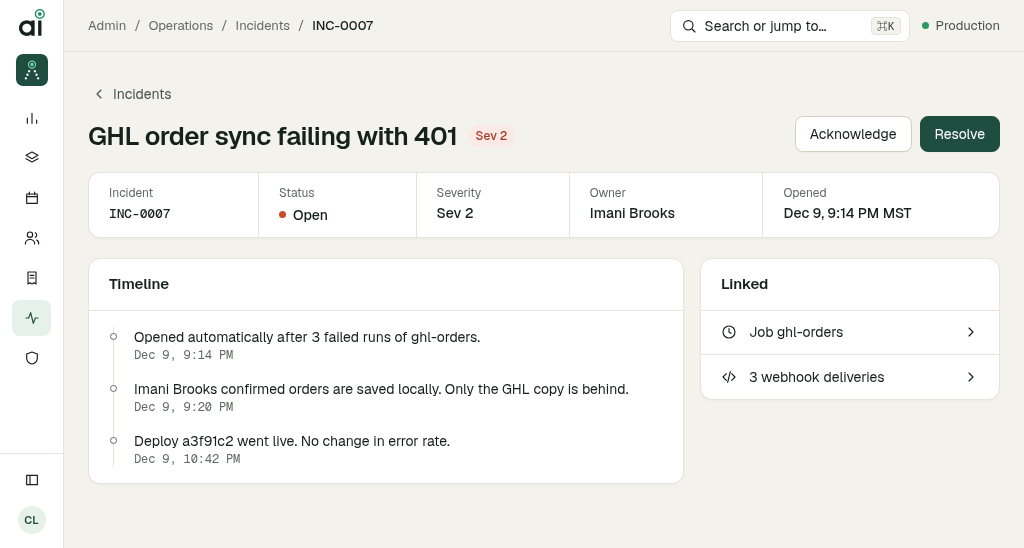 ai
Admin / Operations / Incidents / INC-0007
Search or jump to…
⌘K
Production
Incidents
GHL order sync failing with 401
Sev 2
Acknowledge
Resolve
Incident
INC-0007
Status
Open
Severity
Sev 2
Owner
Imani Brooks
Opened
Dec 9, 9:14 PM MST
Timeline
Opened automatically after 3 failed runs of ghl-orders.
Dec 9, 9:14 PM
Imani Brooks confirmed orders are saved locally. Only the GHL copy is behind.
Dec 9, 9:20 PM
Deploy a3f91c2 went live. No change in error rate.
Dec 9, 10:42 PM
Linked
Job ghl-orders
3 webhook deliveries
CL